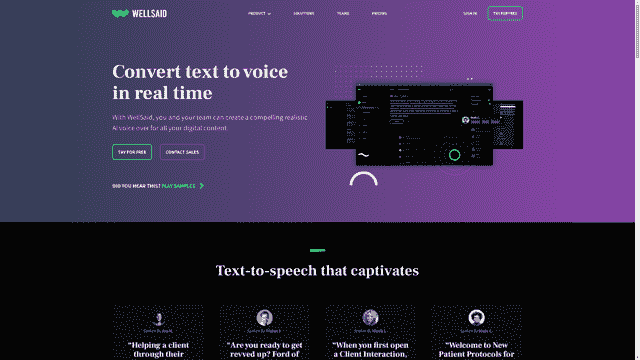 WELLSAID
PRODUCT
TEAMS
PRICING
SIGN IN
TRY FOR FREE
Convert text to voice
in real time
With WellSaid, you and your team can create a compelling realistic
AI voice over for all your digital content.
TRY FOR FREE
CONTACT SALES
DID YOU HEAR THIS? PLAY SAMPLES
Text-to-speech that captivates
"Helping a client
through their
"Are you ready to get
revved up? Ford of
"When you first open
a Client Interaction,
"Welcome to New
Patient Protocols for